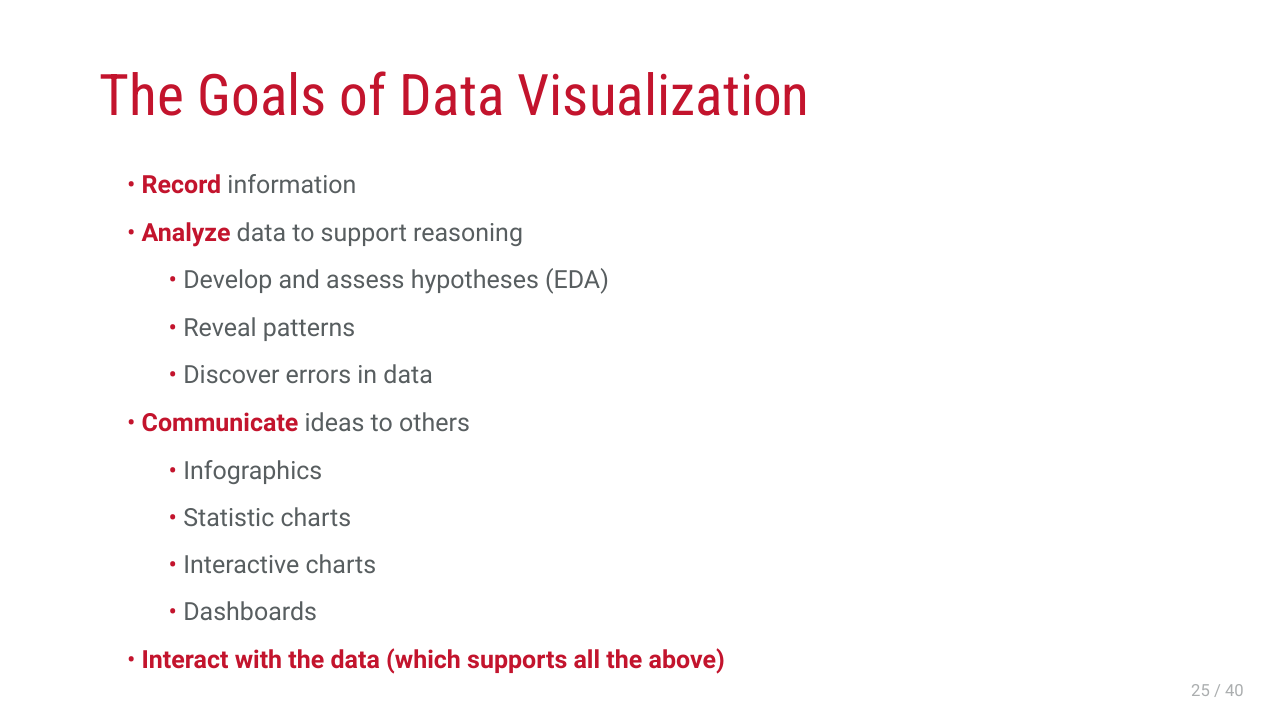 The Goals of Data Visualization
• Record information
• Analyze data to support reasoning
• Develop and assess hypotheses (EDA)
• Reveal patterns
• Discover errors in data
• Communicate ideas to others
• Infographics
• Statistic charts
• Interactive charts
• Dashboards
• Interact with the data (which supports all the above)
25 / 40